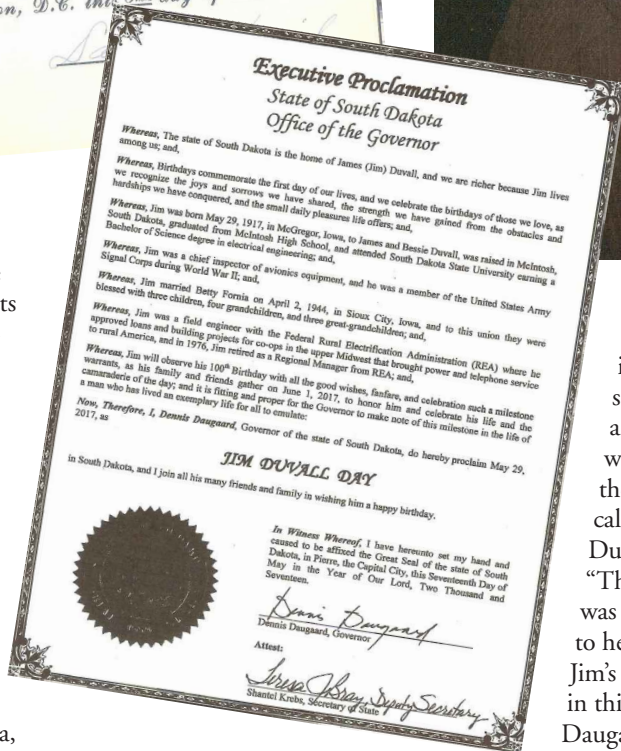 on, D.C. this day
Executive Proclamation
State of South Dakota
Office of the Governor
Whereas, The state of South Dakota is the home of James (Jim) Duvall, and we are richer because Jim lives
among us; and,
Whereas, Birthdays commemorate the first day of our lives, and we celebrate the birthdays of those we love, as
we recognize the joys and sorrows we have shared, the strength we have gained from the obstacles and
hardships we have conquered, and the small daily pleasures life offers; and,
Whereas, Jim was born May 29, 1917, in McGregor, Iowa, to James and Bessie Duvall, was raised in McIntosh,
South Dakota, graduated from McIntosh High School, and attended South Dakota State University earning a
Bachelor of Science degree in electrical engineering; and,
Whereas, Jim was a chief inspector of avionics equipment, and he was a member of the United States Army
Signal Corps during World War II; and,
Whereas, Jim married Betty Fornia on April 2, 1944, in Sioux City, Iowa, and to this union they were
blessed with three children, four grandchildren, and three great-grandchildren; and,
Whereas, Jim was a field engineer with the Federal Rural Electrification Administration (REA) where he
approved loans and building projects for co-ops in the upper Midwest that brought power and telephone service
to rural America, and in 1976, Jim retired as a Regional Manager from REA; and,
Whereas, Jim will observe his 100th Birthday with all the good wishes, fanfare, and celebration such a milestone
warrants, as his family and friends gather on June 1, 2017, to honor him and celebrate his life and the
camaraderie of the day; and it is fitting and proper for the Governor to make note of this milestone in the life of
a man who has lived an exemplary life for all to emulate:
Now, Therefore, I, Dennis Daugaard, Governor of the state of South Dakota, do hereby proclaim May 29,
2017, as
JIM DUVALL DAY
in South Dakota, and I join all his many friends and family in wishing him a happy birthday.
In Witness Whereof, I have hereunto set my hand and
caused to be affixed the Great Seal of the state of South
Dakota, in Pierre, the Capital City, this Seventeenth Day of
May in the Year of Our Lord, Two Thousand and
Seventeen.
Dennis Daugaard
Dennis Daugaard, Governor
Attest:
Teresa J Bray, Deputy Secretary
Shantel Krebs, Secretary of State
ts
a,
i
s
a
w
th
cal
Du
“Th
was
to he
Jim’s
in thi
Dauga